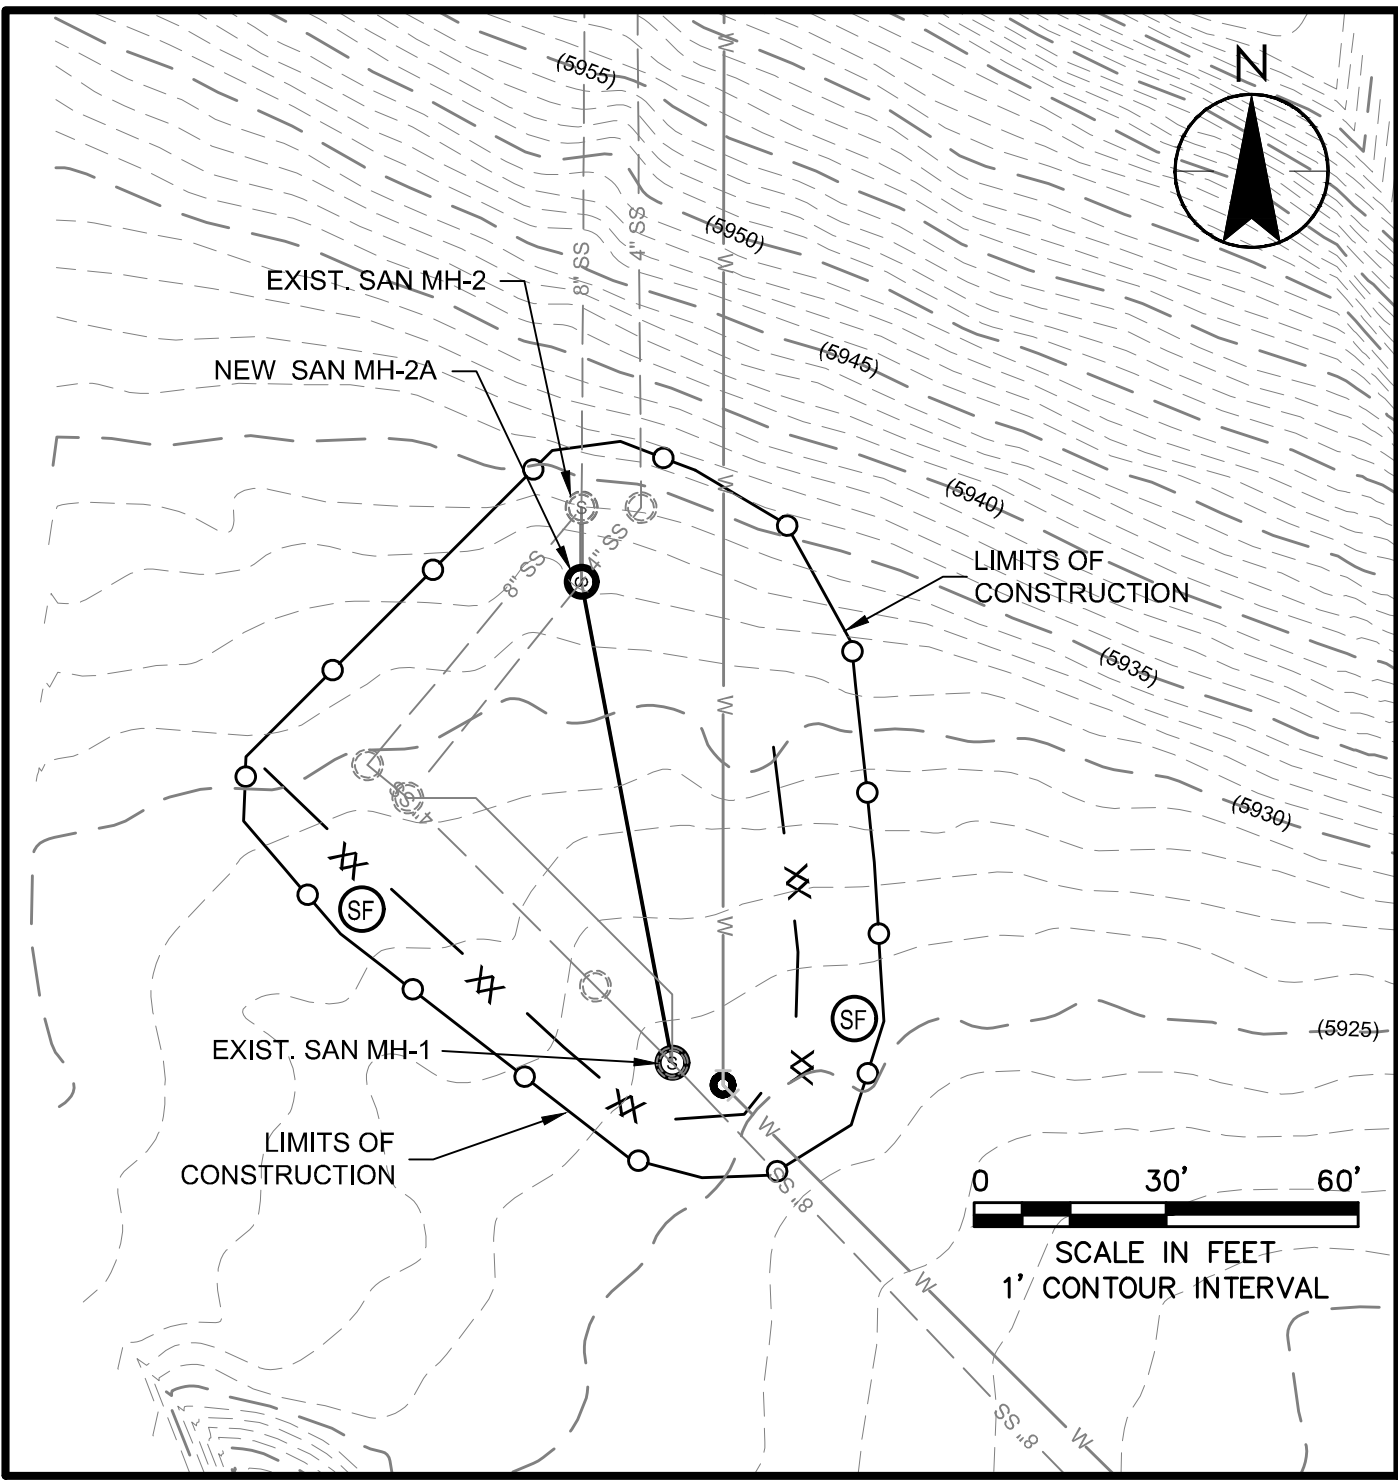 (5955)
N
W
(5950)
4" SS
W
8" SS
EXIST. SAN MH-2
(5945)
NEW  SAN MH-2A
W
S
(5940)
4" SS
8" SS
S
LIMITS OF
CONSTRUCTION
(5935)
W
4" SS
(5930)
SF
W
SF
(5925)
EXIST. SAN MH-1
S
W
LIMITS OF
CONSTRUCTION
8" SS
0 30' 60'
SCALE IN FEET
1' CONTOUR INTERVAL
W
8" SS
W